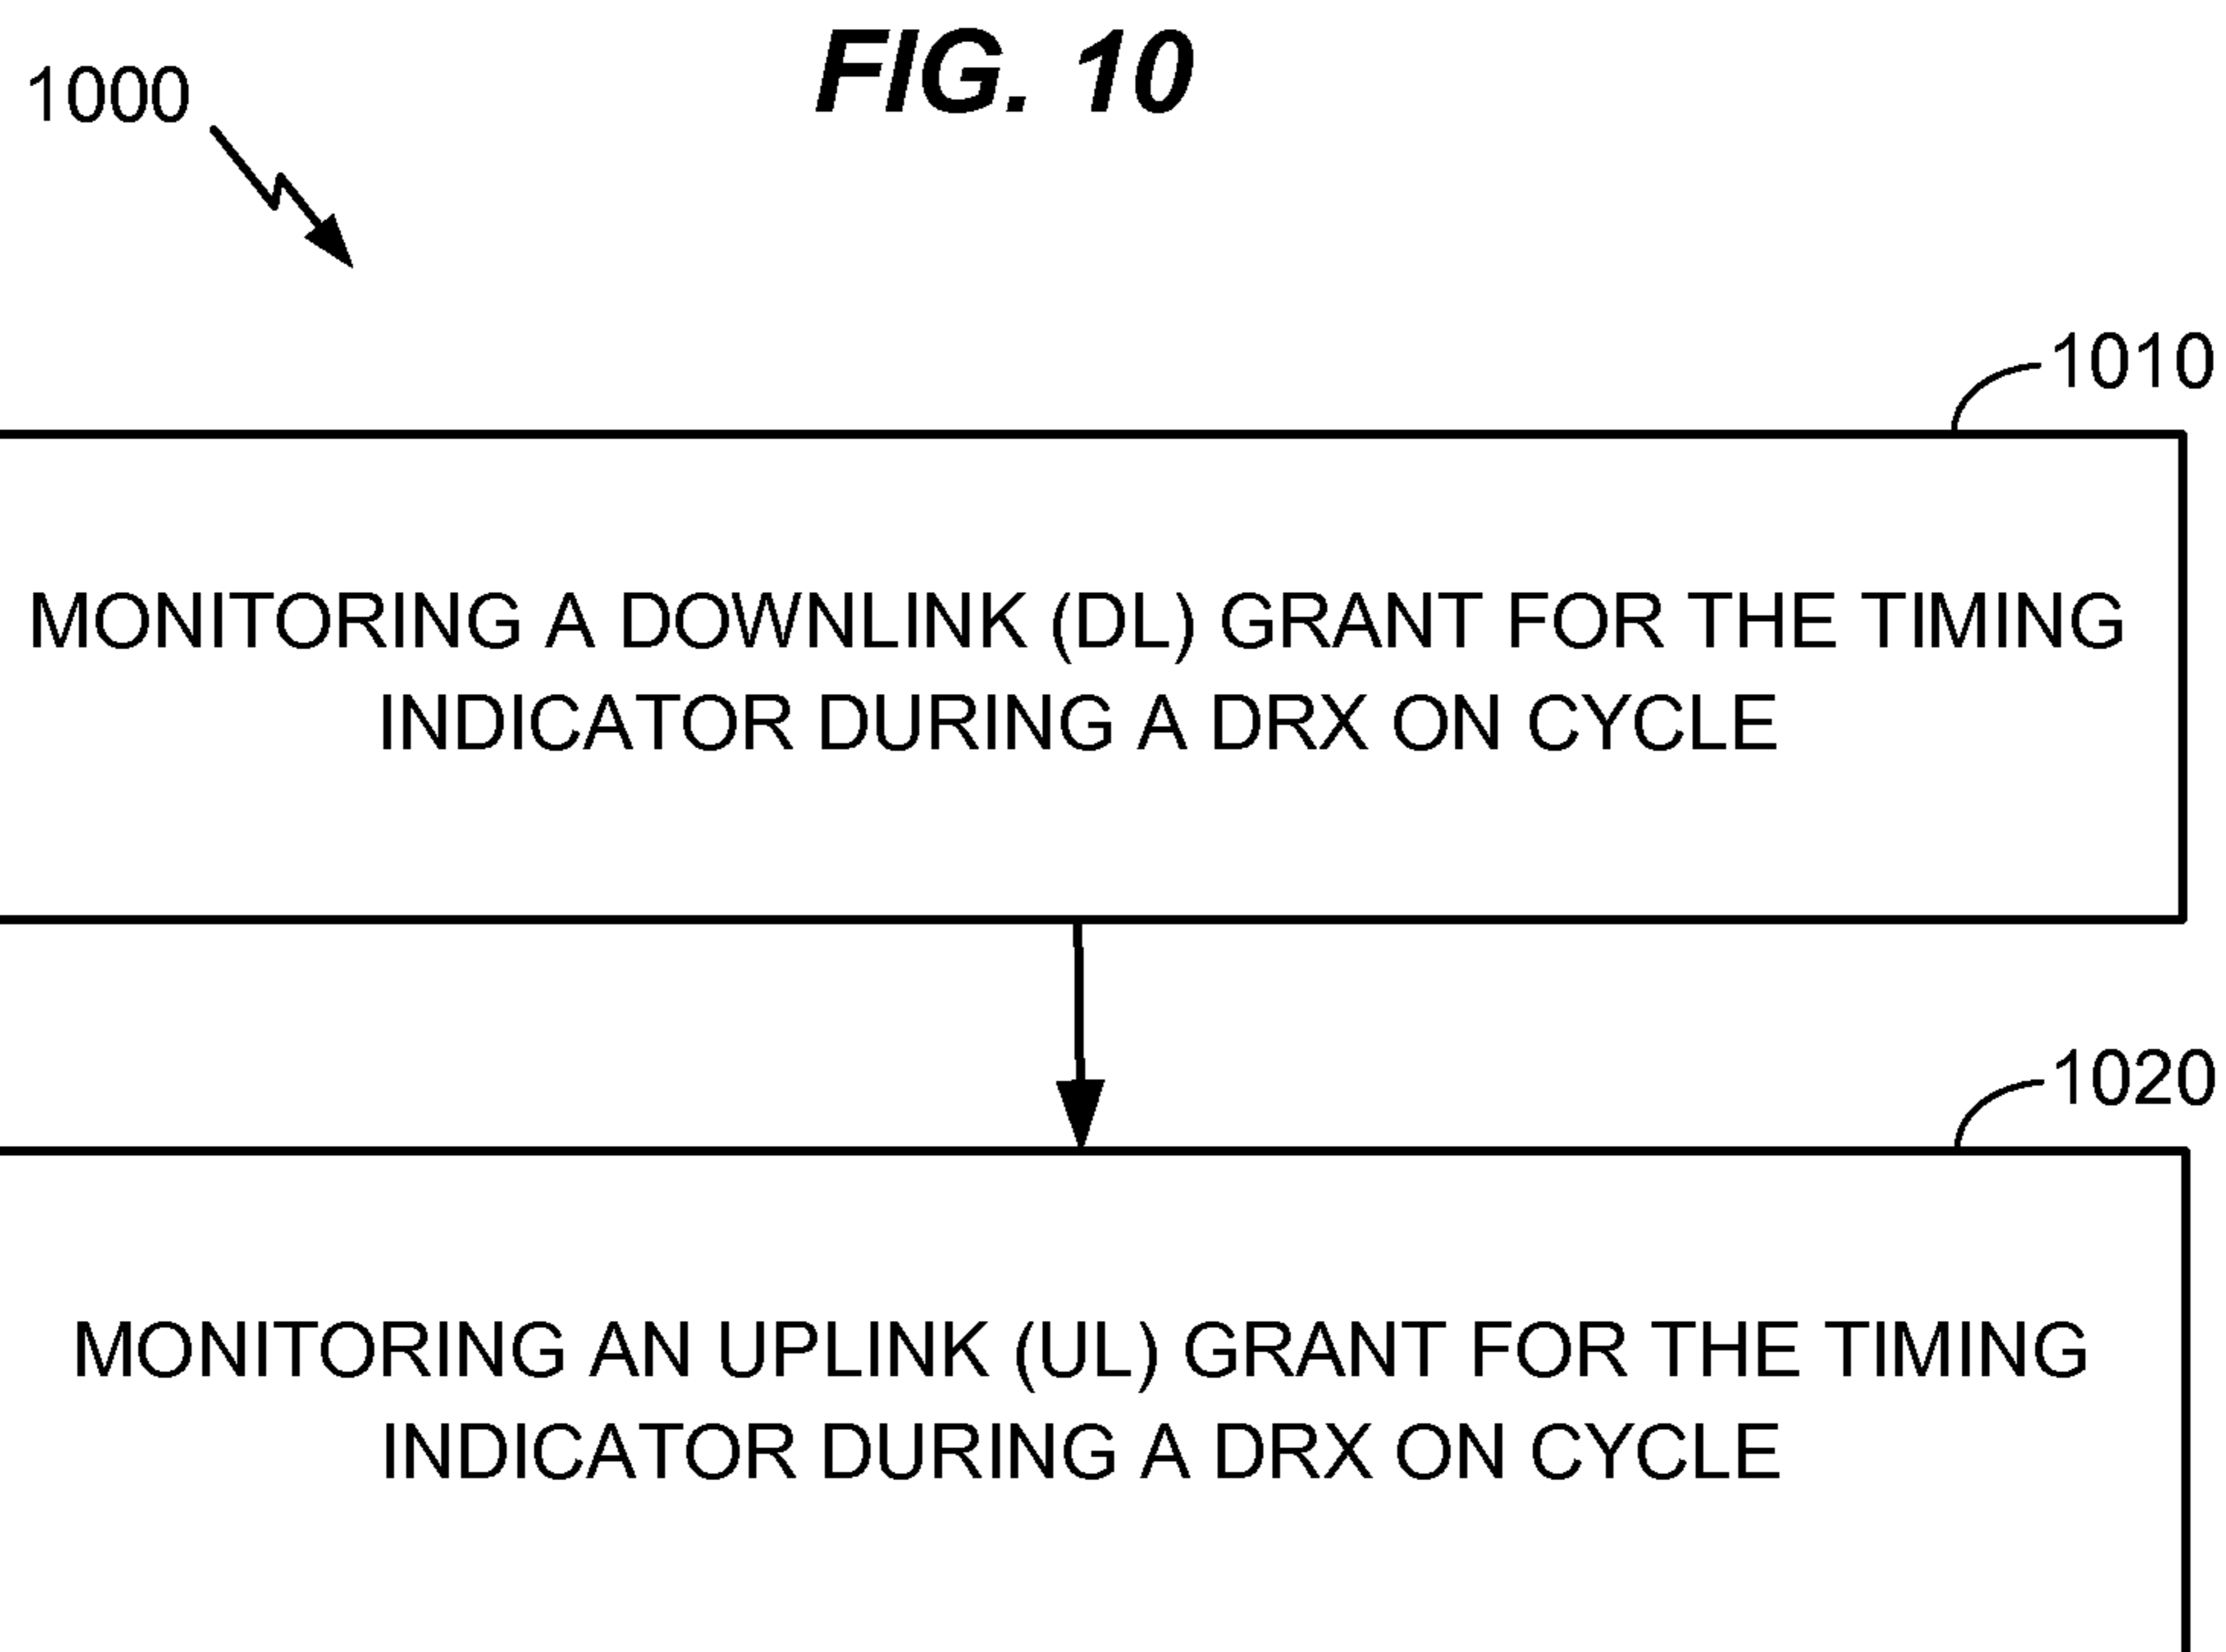 FIG. 10
1000
1010
MONITORING A DOWNLINK (DL) GRANT FOR THE TIMING
INDICATOR DURING A DRX ON CYCLE
1020
MONITORING AN UPLINK (UL) GRANT FOR THE TIMING
INDICATOR DURING A DRX ON CYCLE